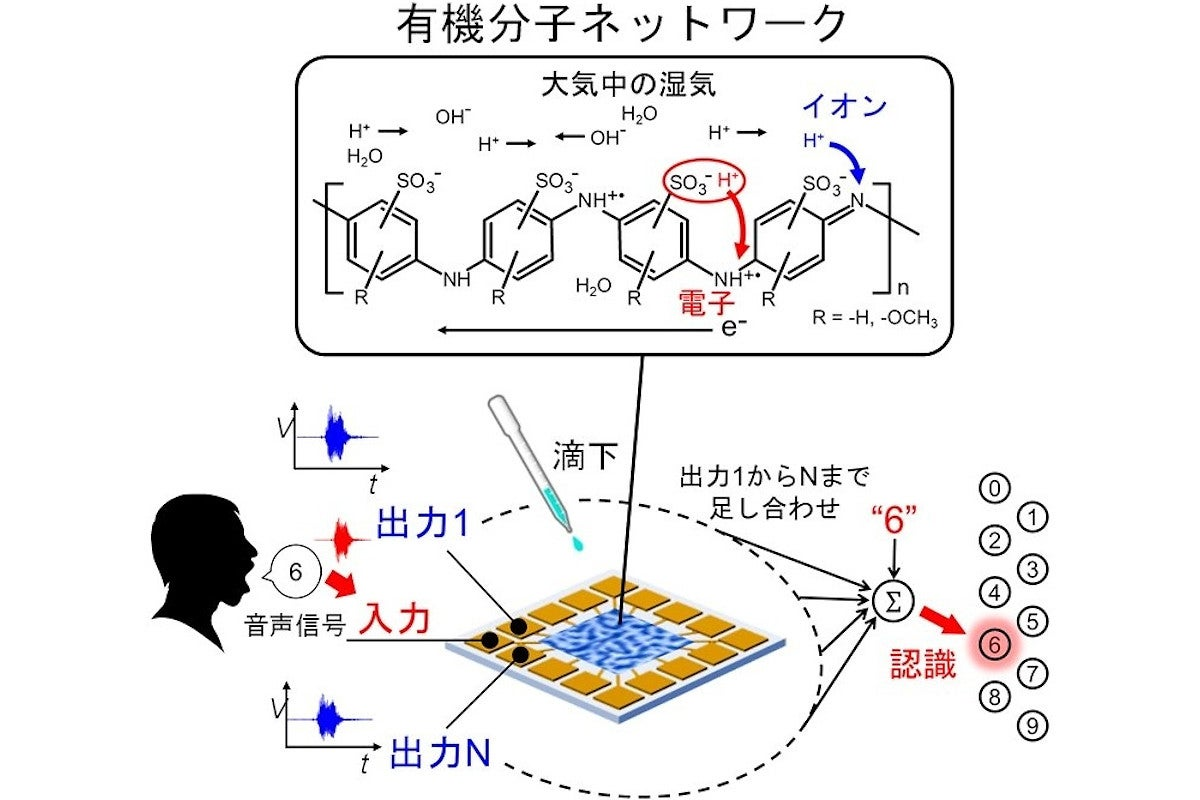 有機分子ネットワーク
大気中の湿気
イオン
H⁺
OH⁻
H⁺
OH⁻
H₂O
H⁺
H⁺
H₂O
SO₃⁻
SO₃⁻
SO₃⁻ H⁺
SO₃⁻
NH⁺•
N
NH
NH⁺•
H₂O
R
R
R
R
n
電子
e⁻
R = -H, -OCH₃
V
t
滴下
出力1からNまで
足し合わせ
出力1
“6”
6
入力
音声信号
Σ
認識
0
1
2
3
4
5
6
7
8
9
V
t
出力N